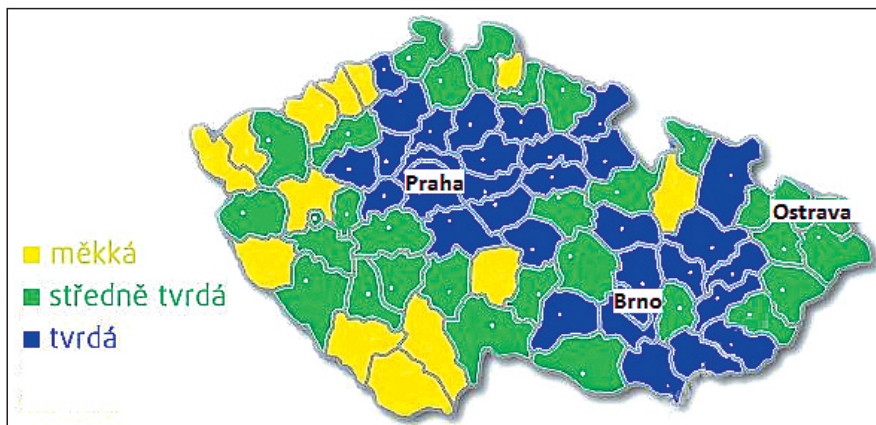 Praha
Ostrava
Brno
měkká
středně tvrdá
tvrdá